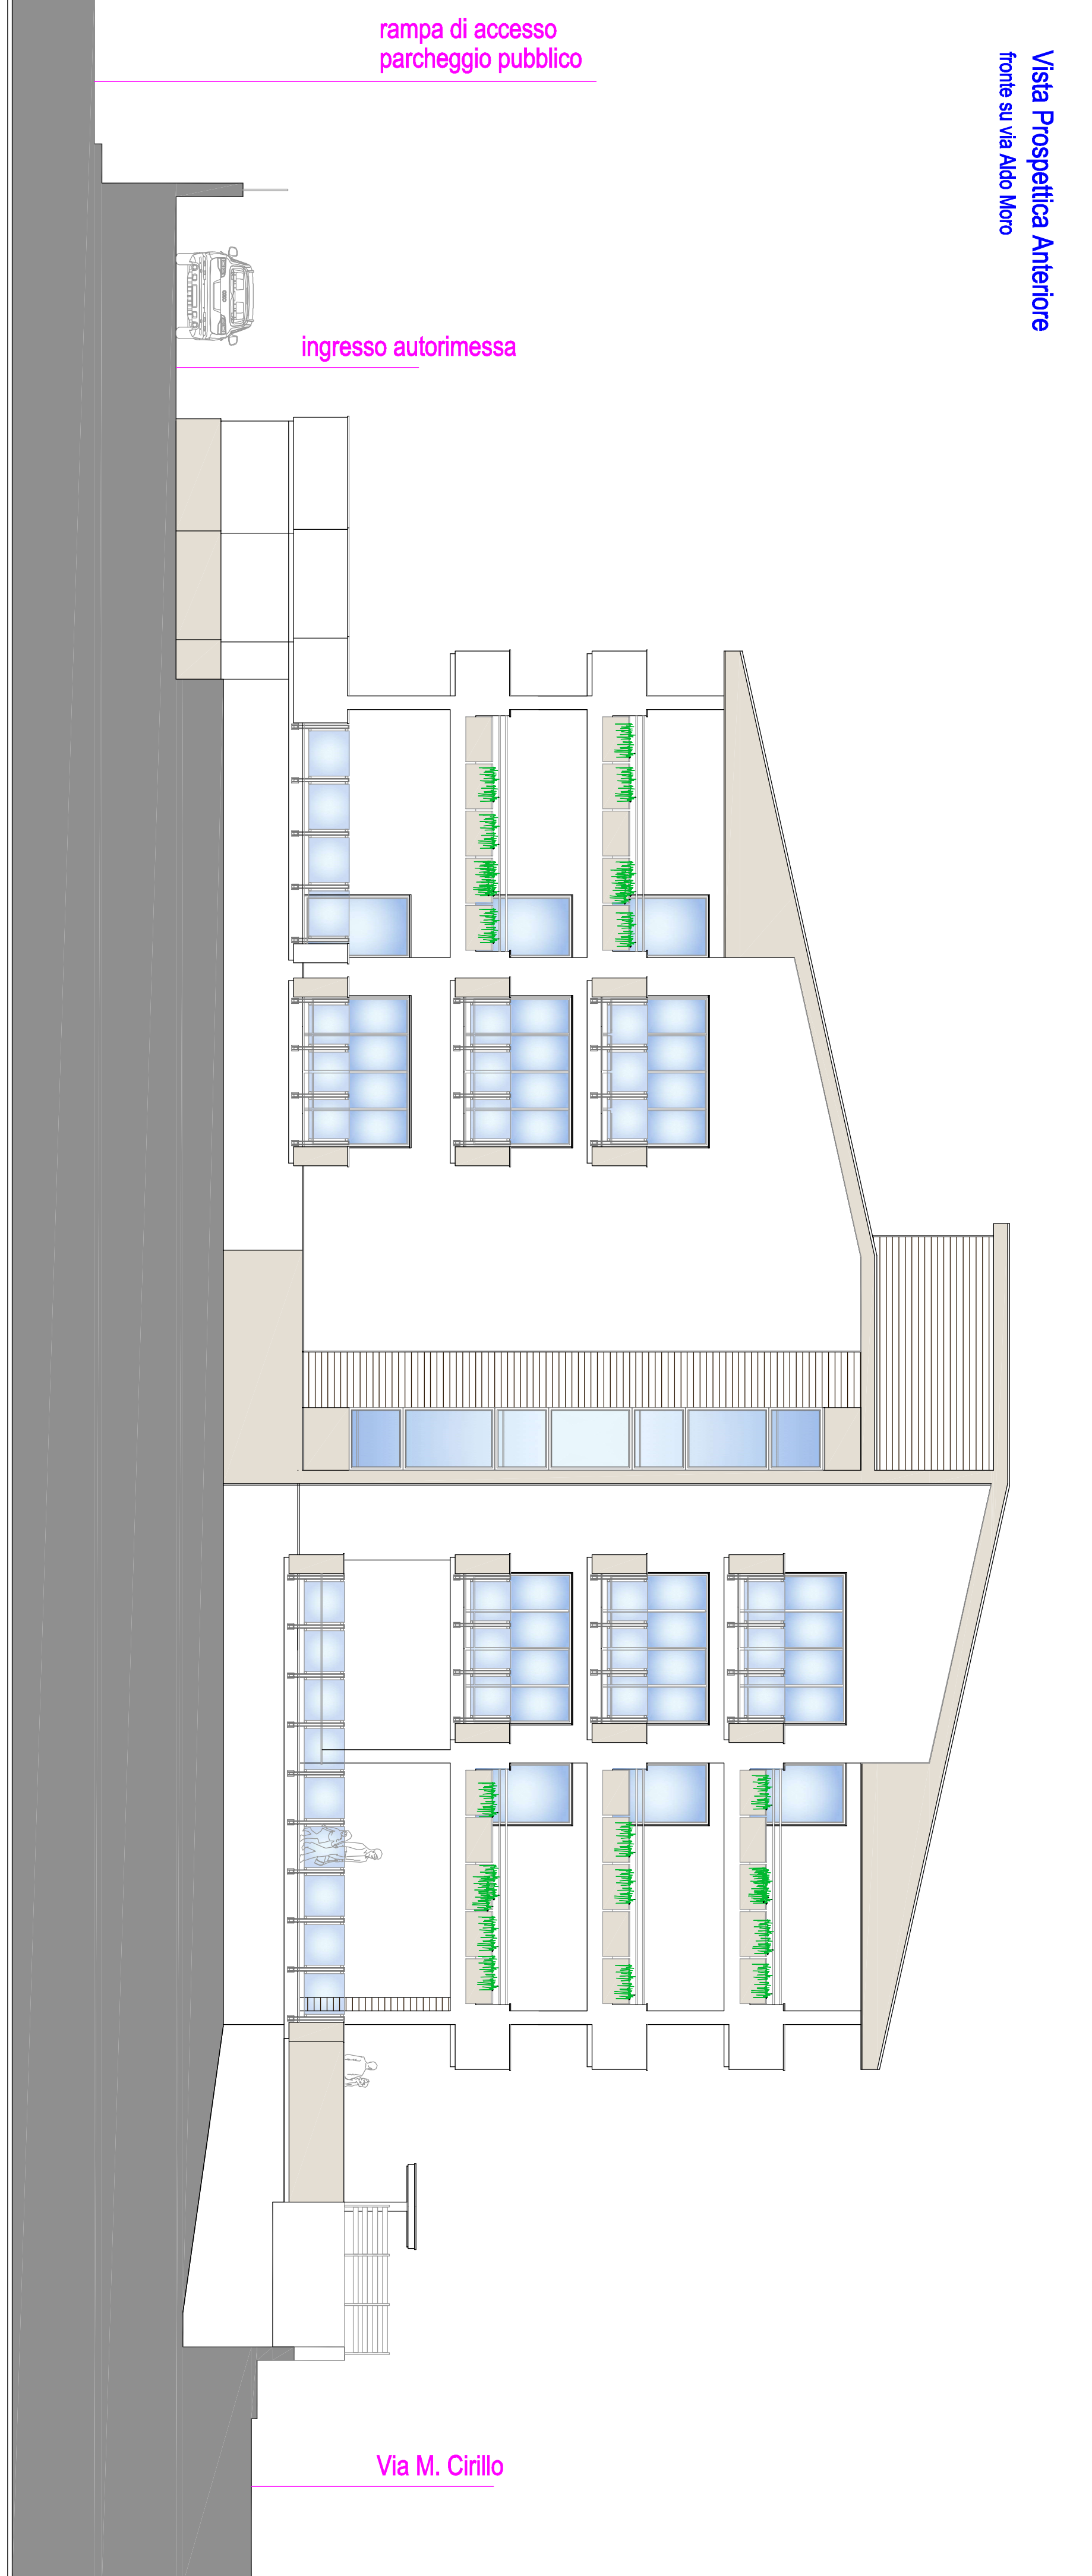 Vista Prospettica Anteriore
fronte su via Aldo Moro
rampa di accesso
parcheggio pubblico
ingresso autorimessa
Via M. Cirillo